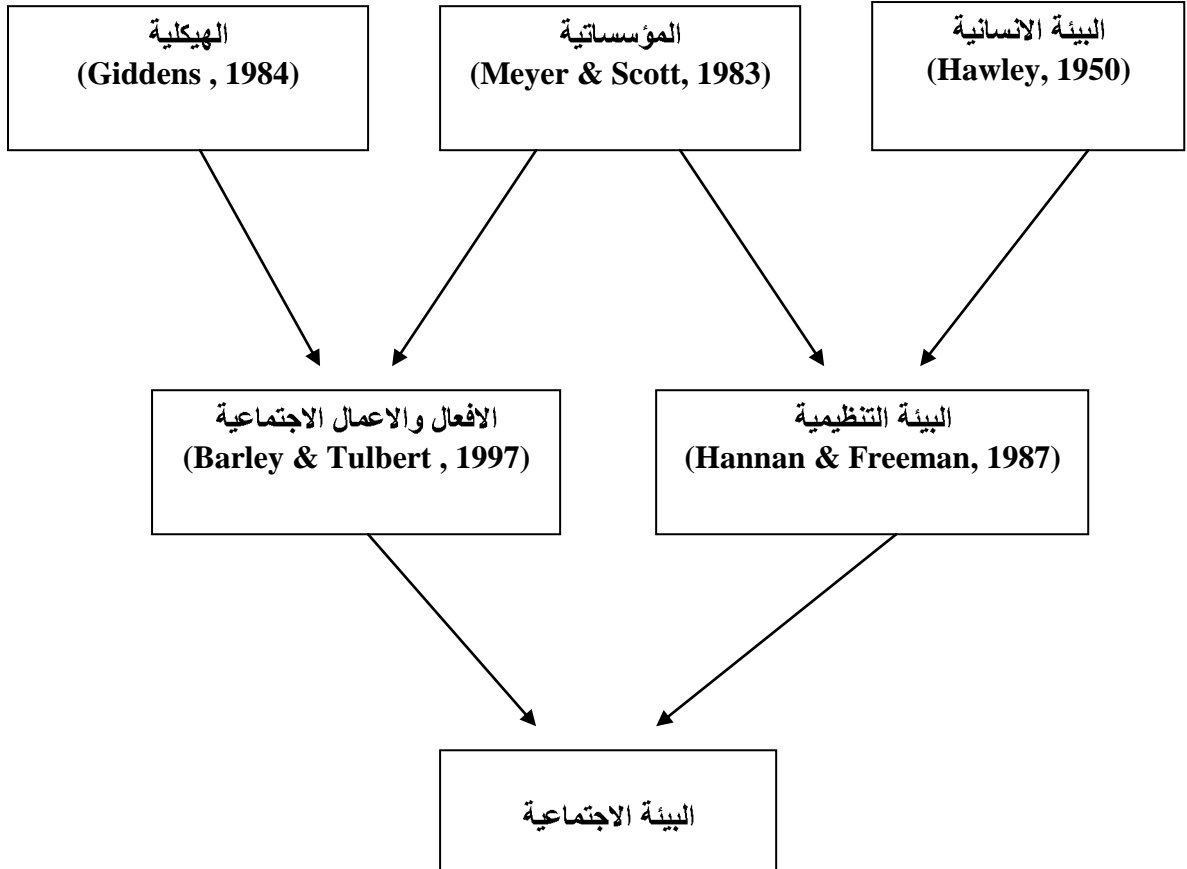 الهيكلية
(Giddens , 1984)
المؤسساتية
(Meyer & Scott, 1983)
البيئة الانسانية
(Hawley, 1950)
الافعال والاعمال الاجتماعية
(Barley & Tulbert , 1997)
البيئة التنظيمية
(Hannan & Freeman, 1987)
البيئة الاجتماعية